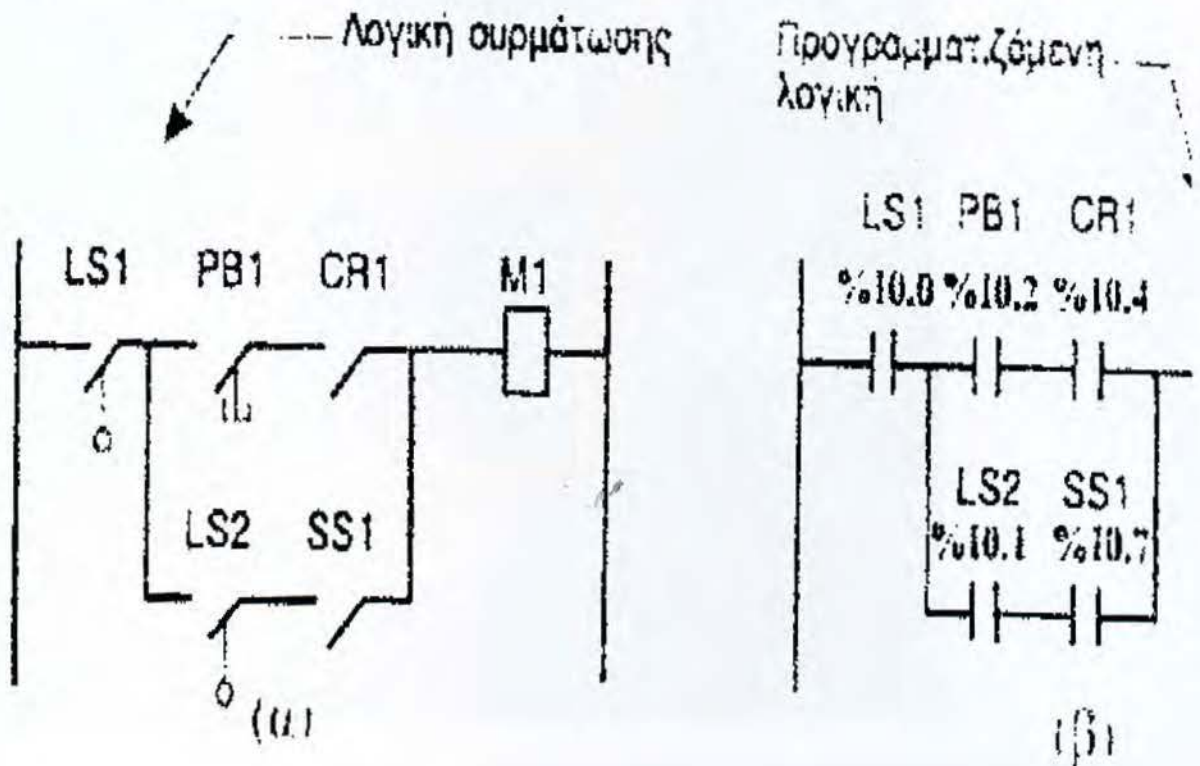 Λογική συρμάτωσης
Προγραμματιζόμενη
λογική
LS1 PB1 CR1 M1
LS2 SS1
(α)
LS1 PB1 CR1
%I0.0 %I0.2 %I0.4
LS2 SS1
%I0.1 %I0.7
(β)